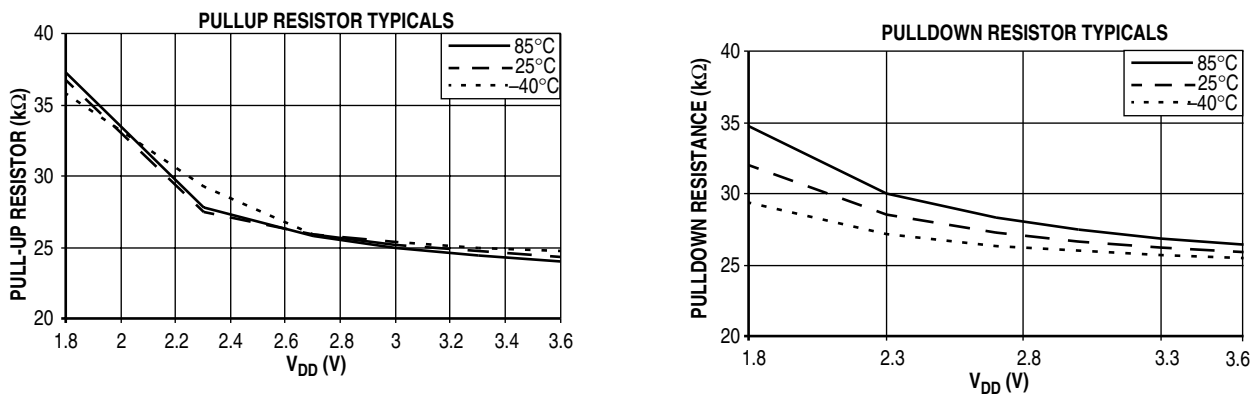 PULLUP RESISTOR TYPICALS
PULL-UP RESISTOR (kΩ)
40
35
30
25
20
85°C
25°C
–40°C
1.8 2 2.2 2.4 2.6 2.8 3 3.2 3.4 3.6
VDD (V)
PULLDOWN RESISTOR TYPICALS
PULLDOWN RESISTANCE (kΩ)
40
35
30
25
20
85°C
25°C
–40°C
1.8 2.3 2.8 3.3 3.6
VDD (V)